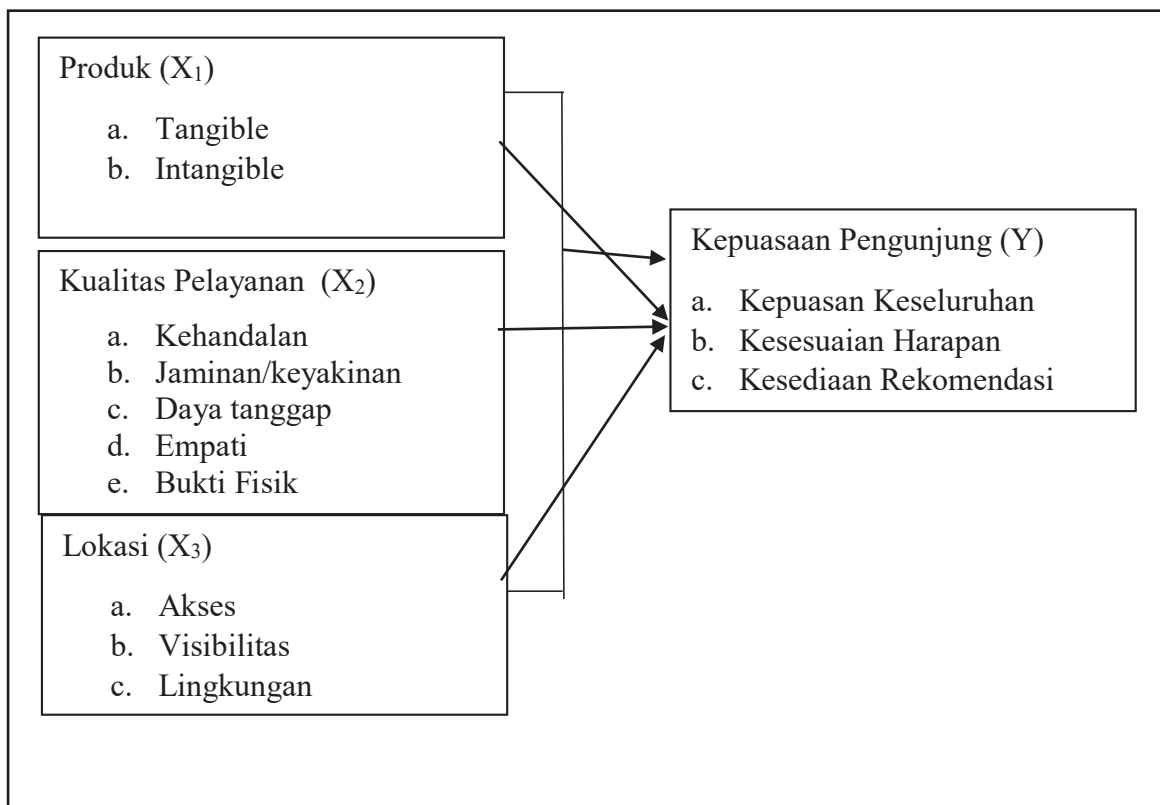 Produk (X₁)
a. Tangible
b. Intangible
Kualitas Pelayanan (X₂)
a. Kehandalan
b. Jaminan/keyakinan
c. Daya tanggap
d. Empati
e. Bukti Fisik
Lokasi (X₃)
a. Akses
b. Visibilitas
c. Lingkungan
Kepuasaan Pengunjung (Y)
a. Kepuasan Keseluruhan
b. Kesesuaian Harapan
c. Kesediaan Rekomendasi